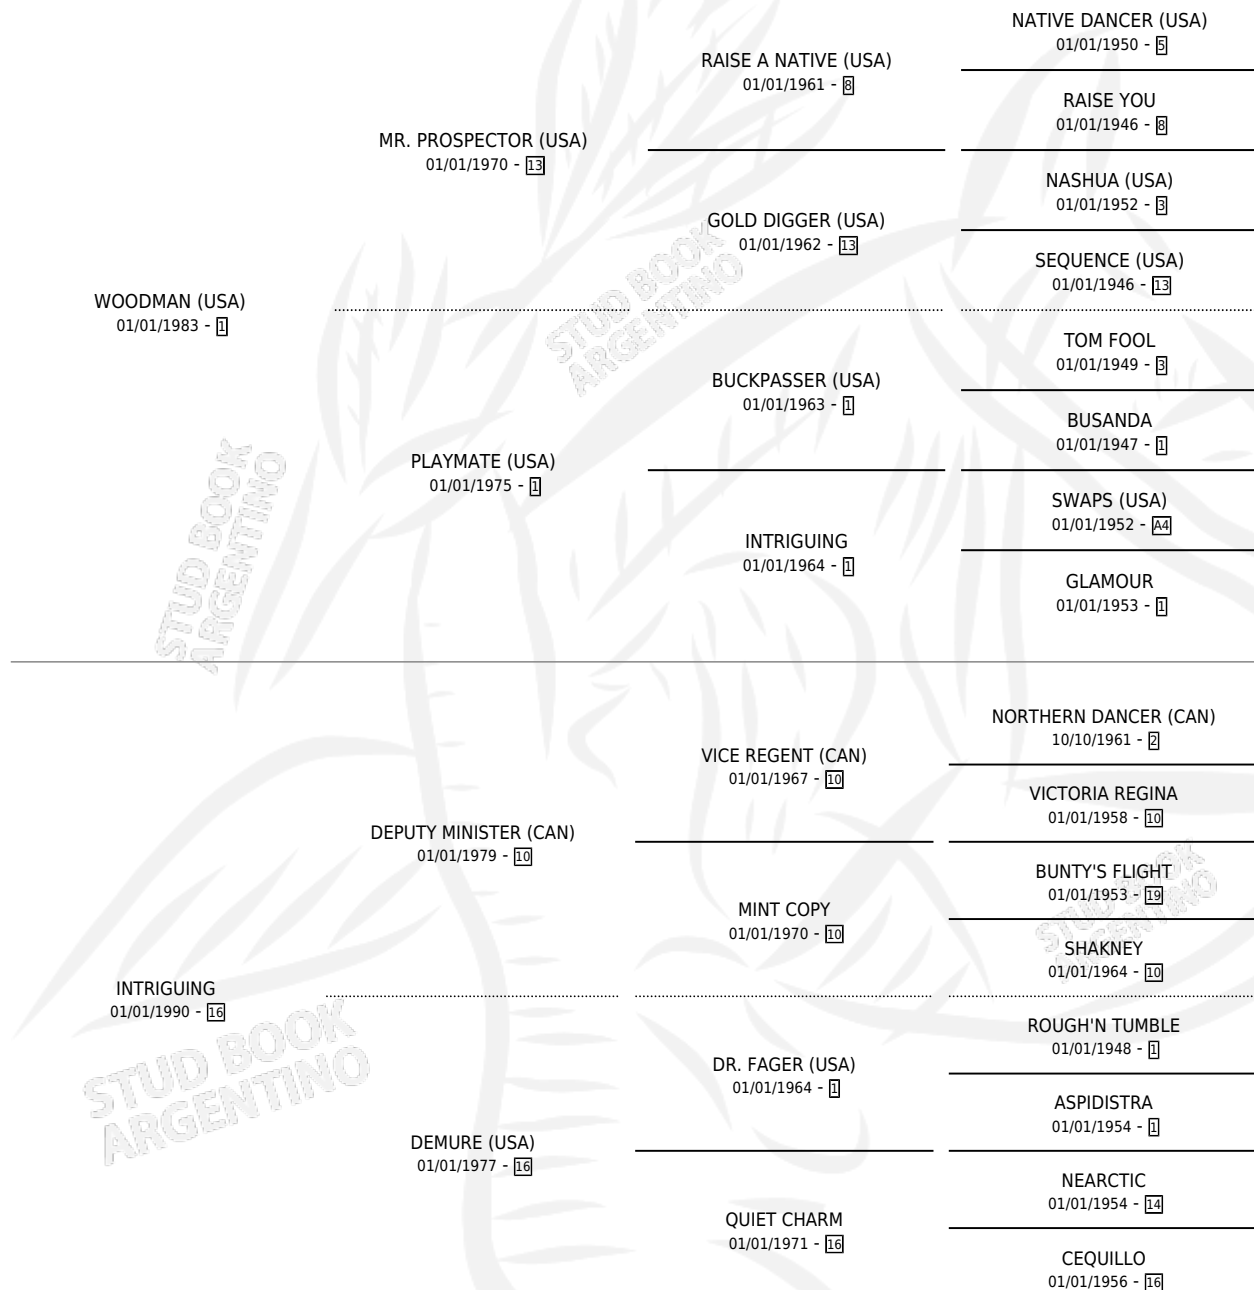 NATIVE DANCER (USA)
01/01/1950 - 5
RAISE A NATIVE (USA)
01/01/1961 - 8
RAISE YOU
01/01/1946 - 8
MR. PROSPECTOR (USA)
01/01/1970 - 13
NASHUA (USA)
01/01/1952 - 3
GOLD DIGGER (USA)
01/01/1962 - 13
SEQUENCE (USA)
01/01/1946 - 13
WOODMAN (USA)
01/01/1983 - 1
TOM FOOL
01/01/1949 - 3
BUCKPASSER (USA)
01/01/1963 - 1
BUSANDA
01/01/1947 - 1
PLAYMATE (USA)
01/01/1975 - 1
SWAPS (USA)
01/01/1952 - A4
INTRIGUING
01/01/1964 - 1
GLAMOUR
01/01/1953 - 1
NORTHERN DANCER (CAN)
10/10/1961 - 2
VICE REGENT (CAN)
01/01/1967 - 10
VICTORIA REGINA
01/01/1958 - 10
DEPUTY MINISTER (CAN)
01/01/1979 - 10
BUNTY'S FLIGHT
01/01/1953 - 19
MINT COPY
01/01/1970 - 10
SHAKNEY
01/01/1964 - 10
INTRIGUING
01/01/1990 - 16
ROUGH'N TUMBLE
01/01/1948 - 1
DR. FAGER (USA)
01/01/1964 - 1
ASPIDISTRA
01/01/1954 - 1
DEMURE (USA)
01/01/1977 - 16
NEARCTIC
01/01/1954 - 14
QUIET CHARM
01/01/1971 - 16
CEQUILLO
01/01/1956 - 16
STUD BOOK
ARGENTINO
STUD BOOK
ARGENTINO
STUD BOOK
ARGENTINO
STUD BOOK
ARGENTINO